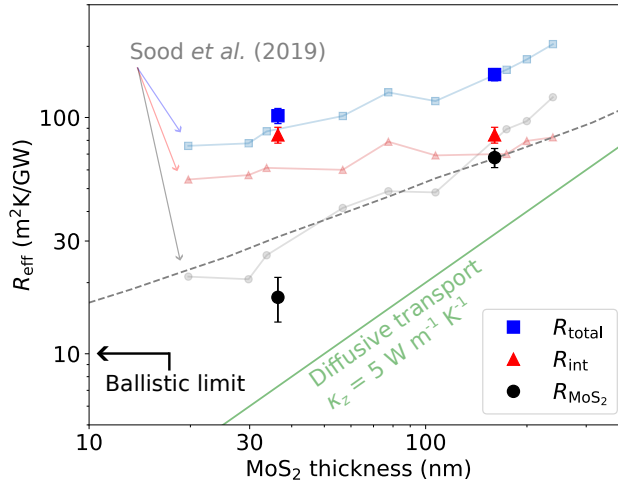 Sood et al. (2019)
100
30
10
R_eff (m²K/GW)
Ballistic limit
Diffusive transport
κ_z = 5 W m⁻¹ K⁻¹
R_total
R_int
R_MoS₂
10
30
100
MoS₂ thickness (nm)